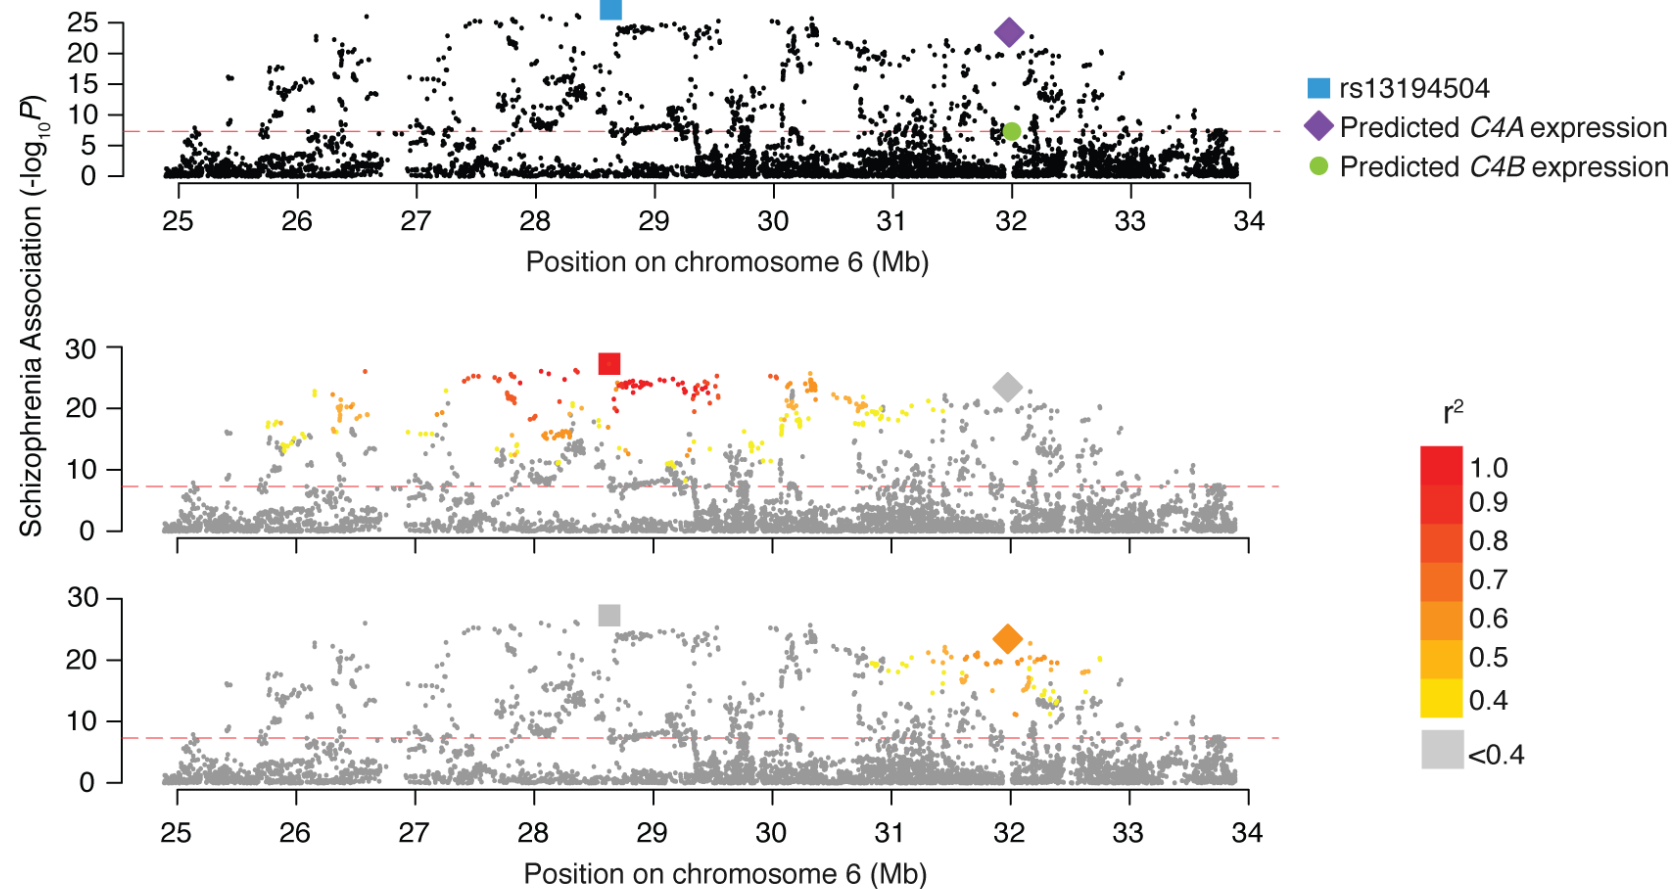 Schizophrenia Association (-log10P)
25
20
15
10
5
0
25 26 27 28 29 30 31 32 33 34
Position on chromosome 6 (Mb)
rs13194504
Predicted C4A expression
Predicted C4B expression
30
20
10
0
30
20
10
0
25 26 27 28 29 30 31 32 33 34
Position on chromosome 6 (Mb)
r²
1.0
0.9
0.8
0.7
0.6
0.5
0.4
<0.4